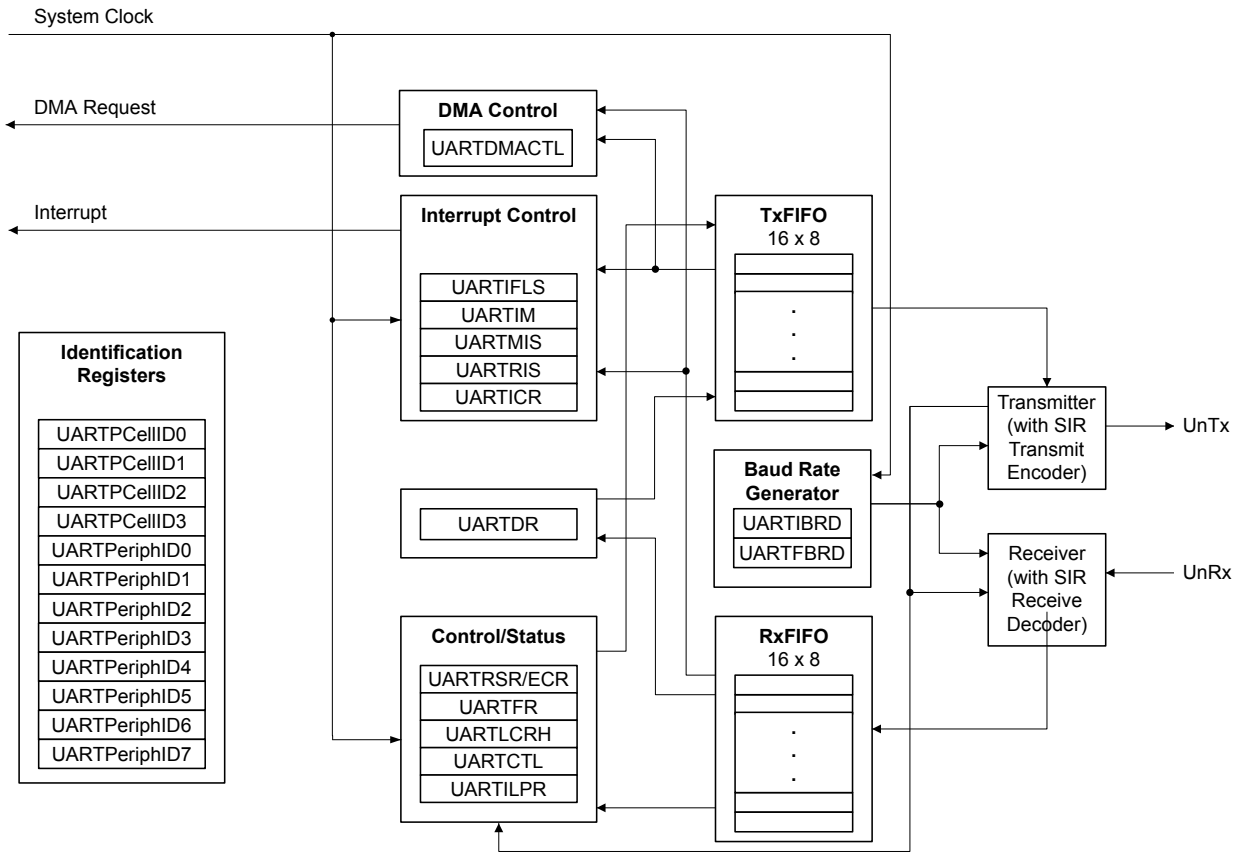 System Clock
DMA Request
DMA Control
UARTDMACTL
Interrupt
Interrupt Control
UARTIFLS
UARTIM
UARTMIS
UARTRIS
UARTICR
TxFIFO
16 x 8
.
.
.
Identification
Registers
UARTPCellID0
UARTPCellID1
UARTPCellID2
UARTPCellID3
UARTPeriphID0
UARTPeriphID1
UARTPeriphID2
UARTPeriphID3
UARTPeriphID4
UARTPeriphID5
UARTPeriphID6
UARTPeriphID7
UARTDR
Baud Rate
Generator
UARTIBRD
UARTFBRD
Transmitter
(with SIR
Transmit
Encoder)
UnTx
Receiver
(with SIR
Receive
Decoder)
UnRx
Control/Status
UARTRSR/ECR
UARTFR
UARTLCRH
UARTCTL
UARTILPR
RxFIFO
16 x 8
.
.
.